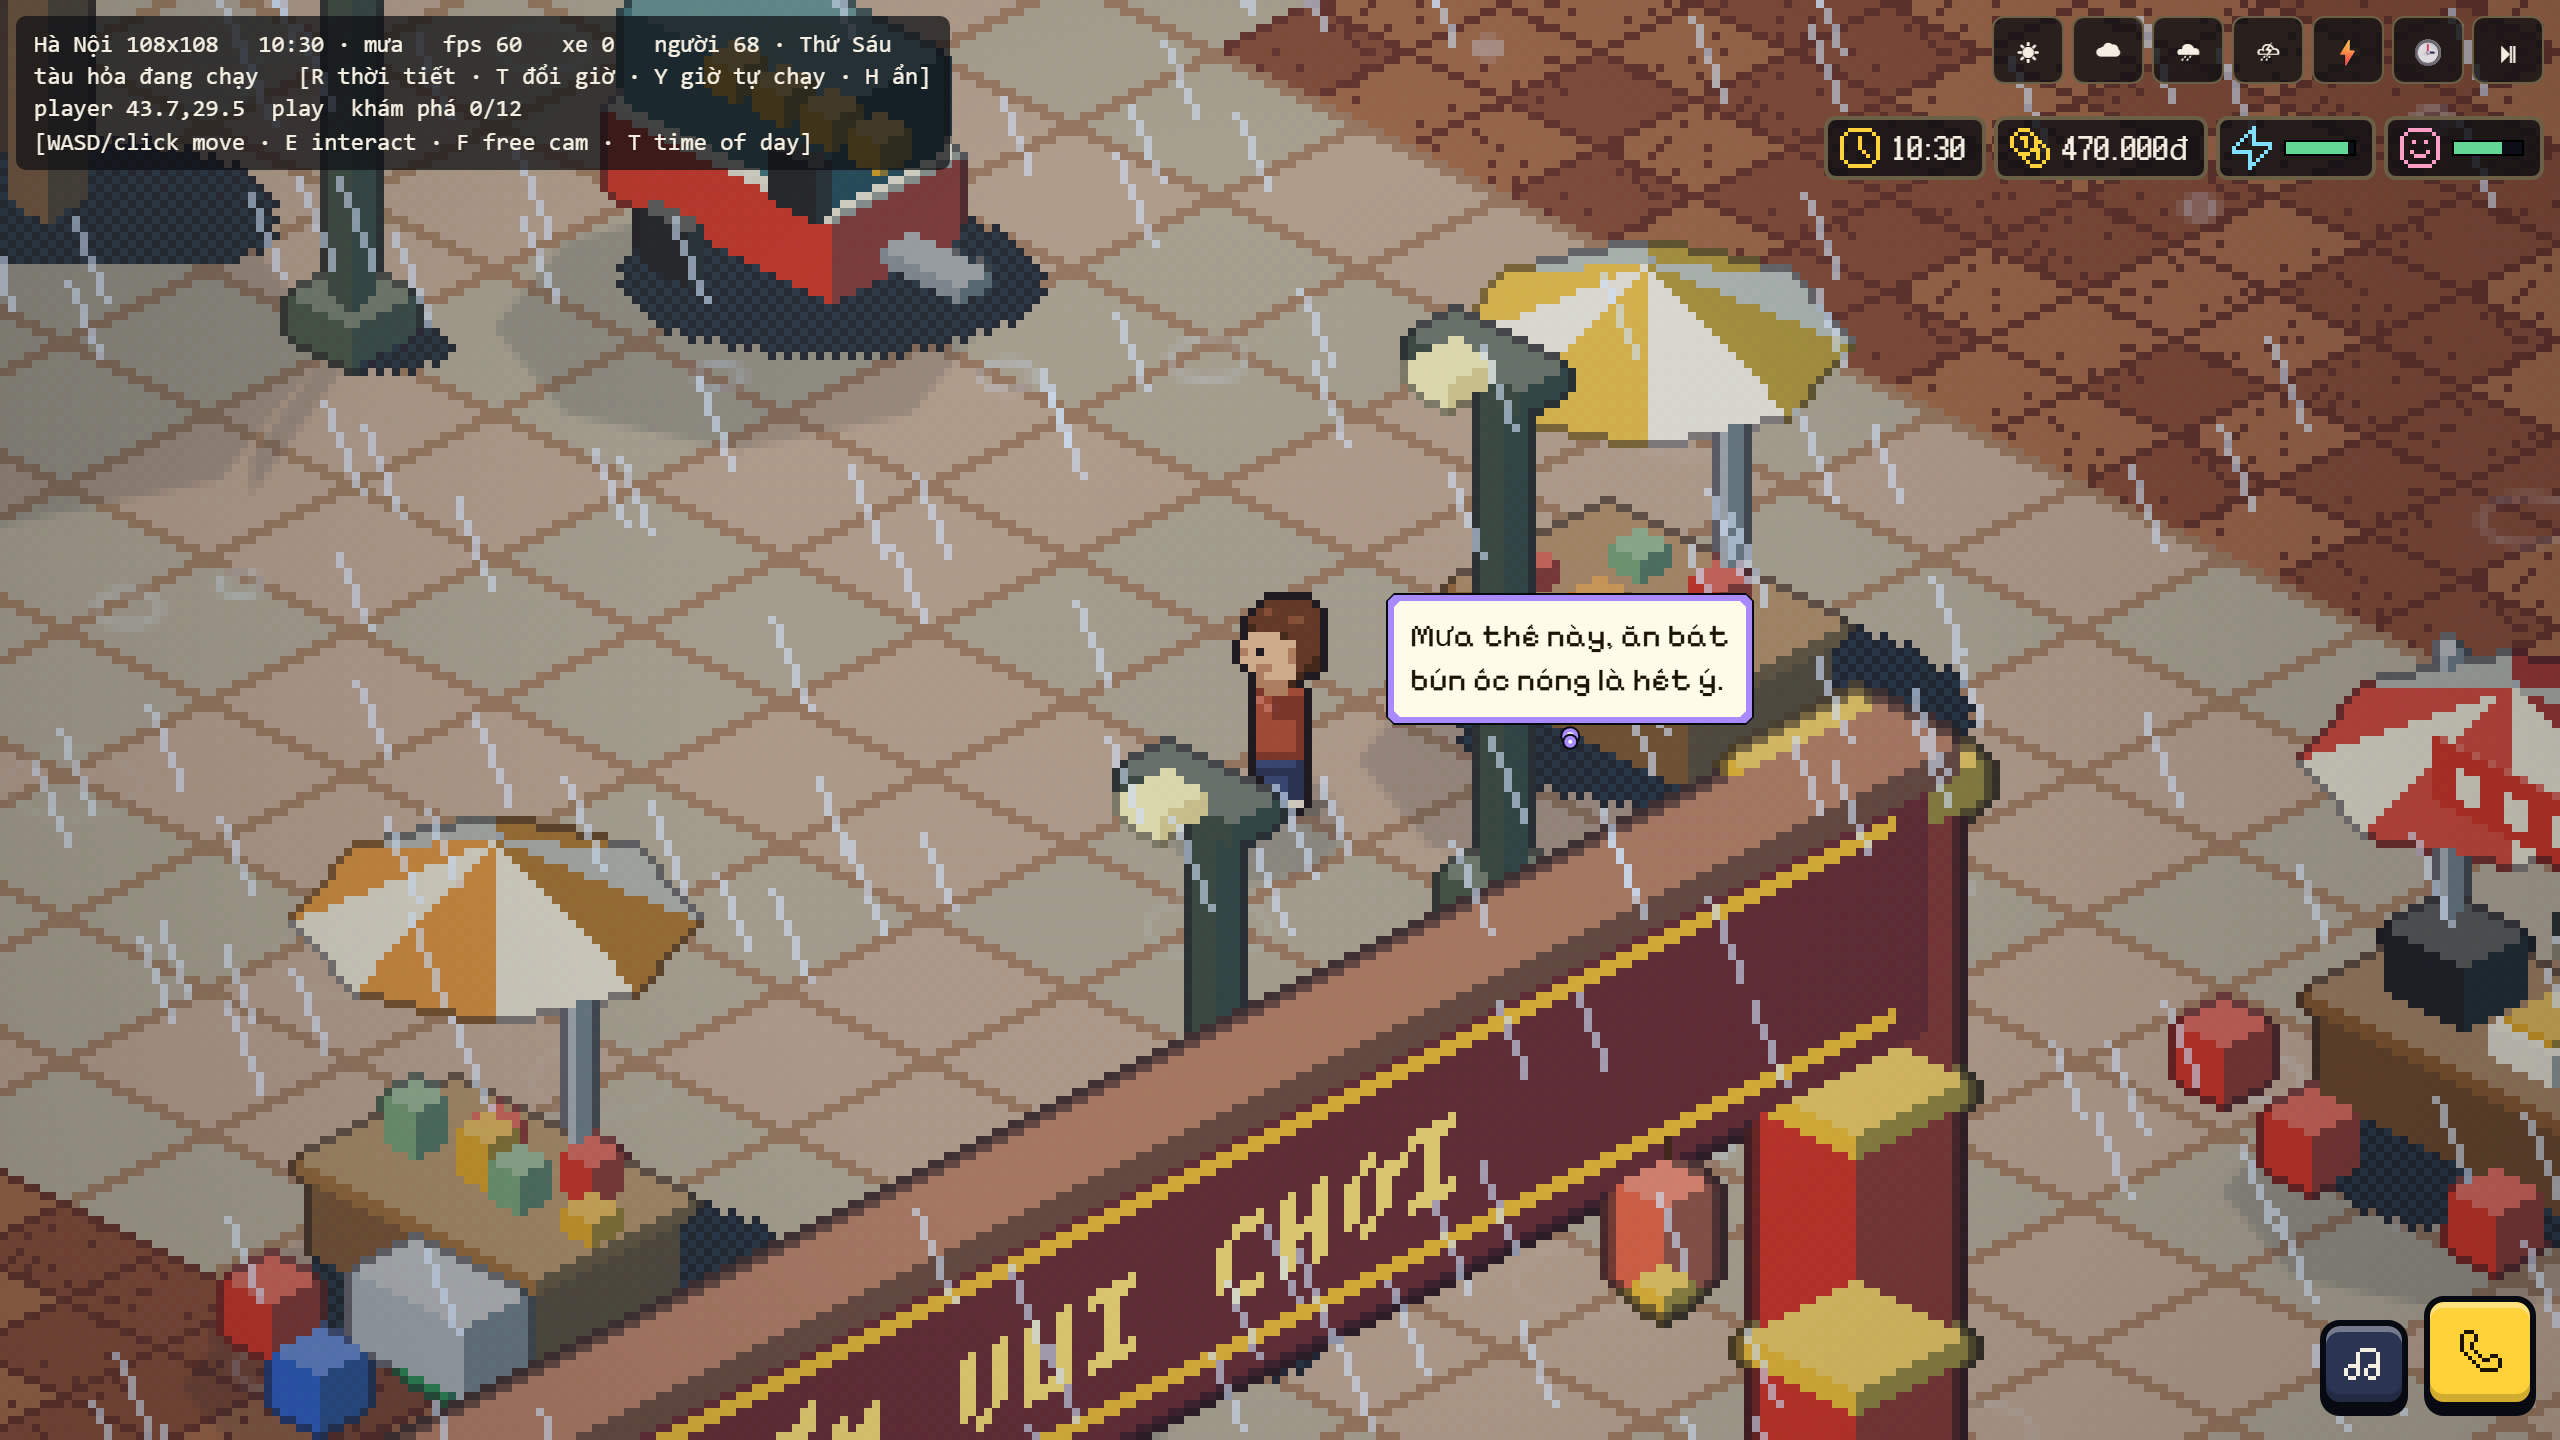 Hà Nội 108x108   10:30 · mưa   fps 60   xe 0   người 68 · Thứ Sáu
tàu hỏa đang chạy   [R thời tiết · T đổi giờ · Y giờ tự chạy · H ẩn]
player 43.7,29.5  play  khám phá 0/12
[WASD/click move · E interact · F free cam · T time of day]
10:30
470.000đ
Mưa thế này, ăn bát
bún ốc nóng là hết ý.
VUI CHƠI